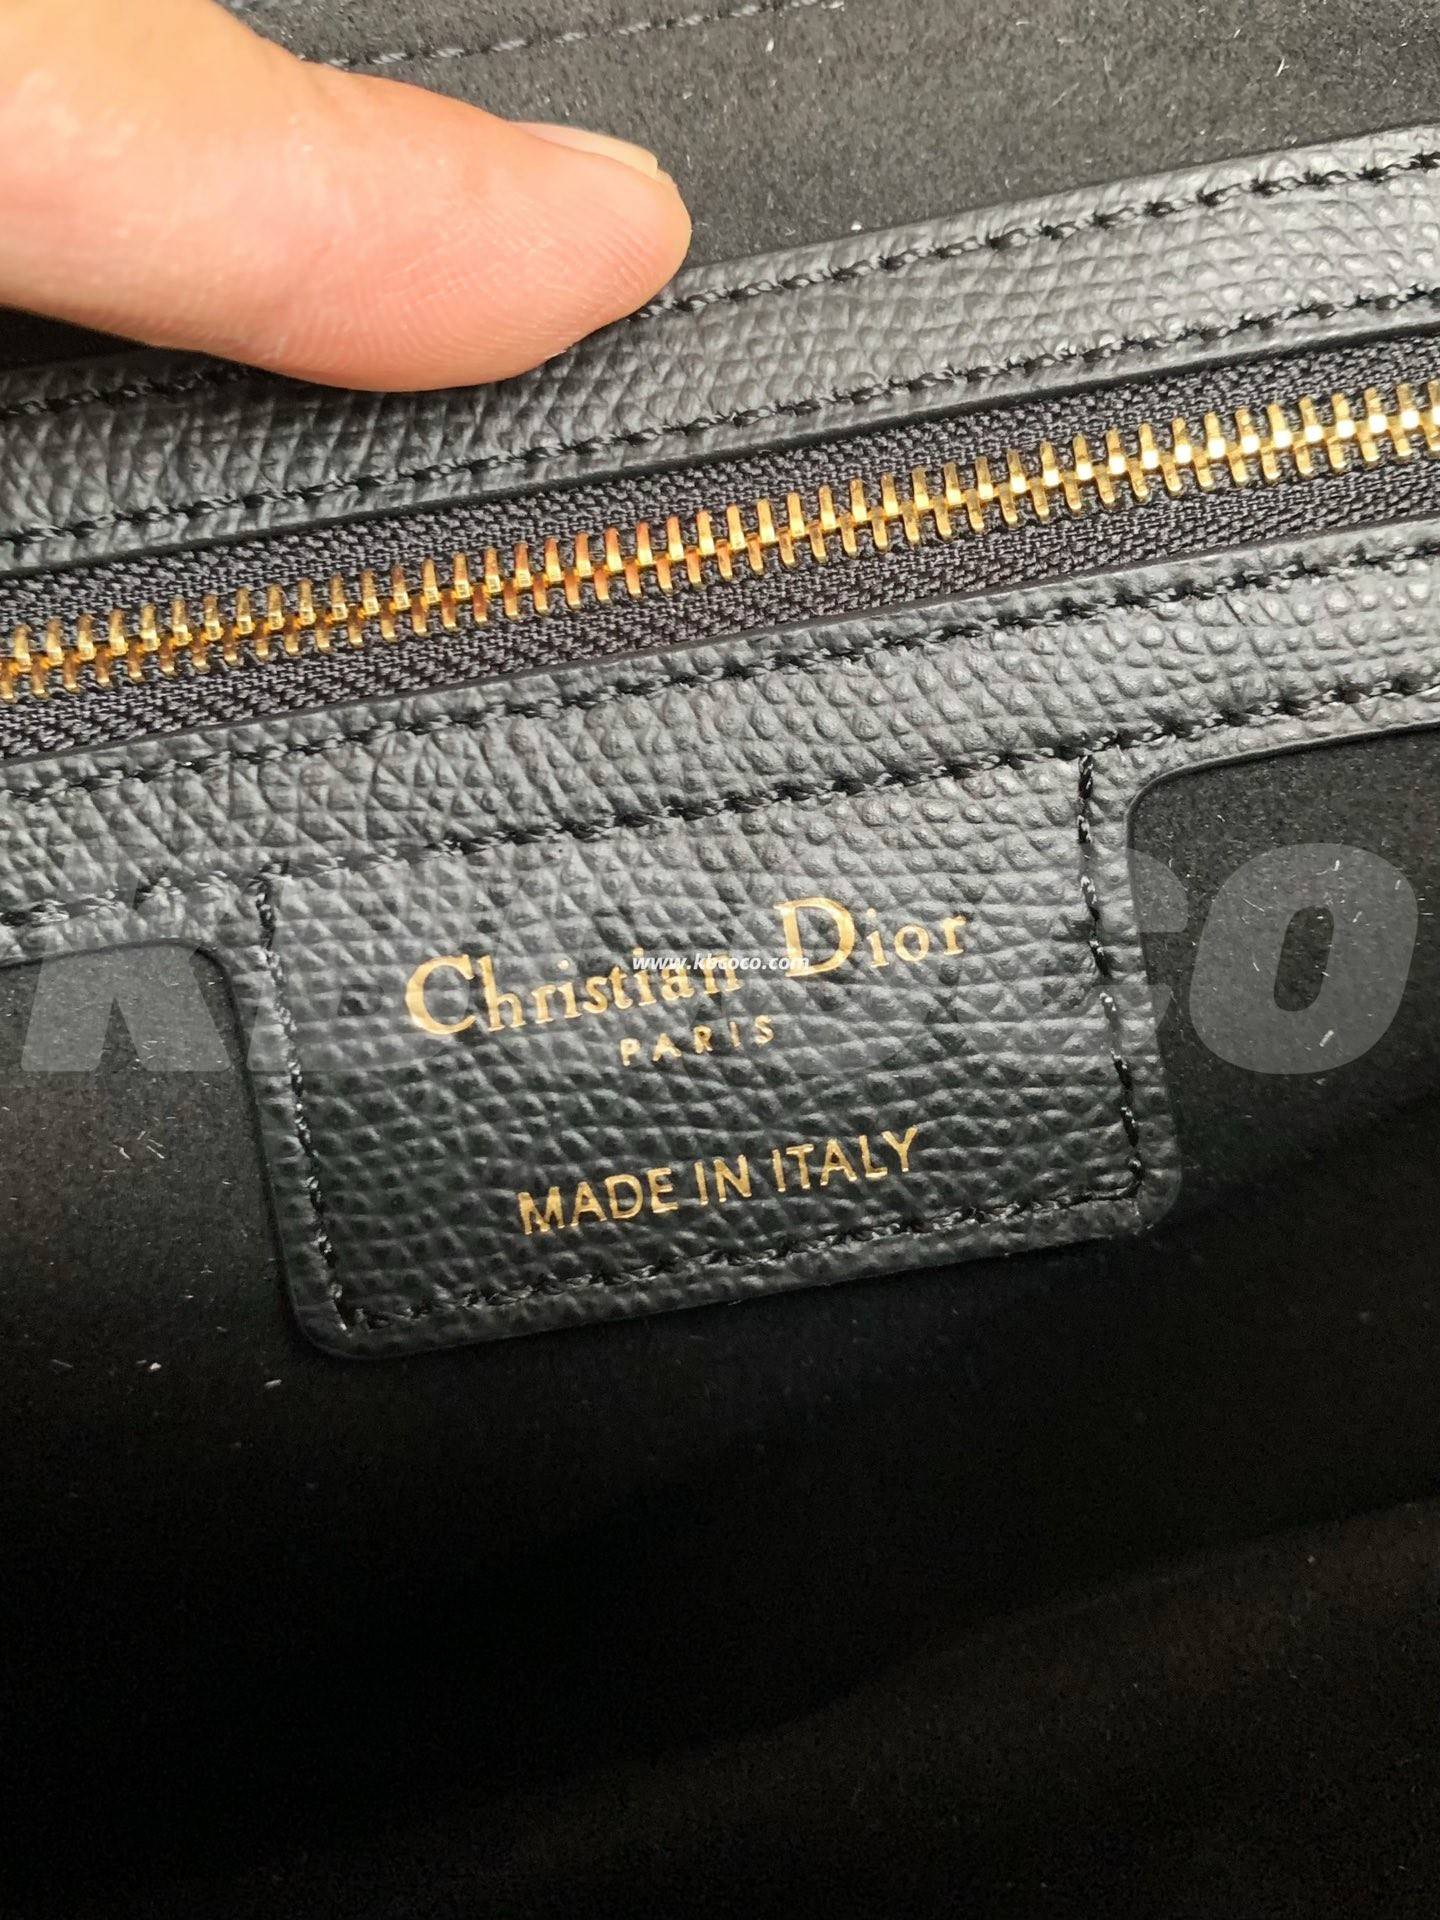 Christian Dior
www.kbcoco.com
PARIS
MADE IN ITALY